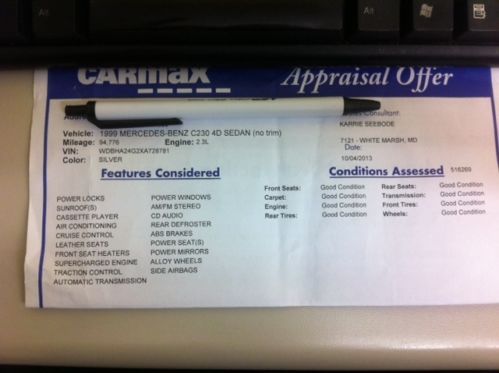 Alt
Alt
CARMAX
Appraisal Offer
Consultant:
KARRIE SEEBODE
Vehicle: 1999 MERCEDES-BENZ C230 4D SEDAN (no trim)
Mileage: 94,776 Engine: 2.3L
7121 - WHITE MARSH, MD
VIN: WDBHA24G2XA728781
Date:
Color: SILVER
10/04/2013
Features Considered
Conditions Assessed 516269
POWER LOCKS POWER WINDOWS
SUNROOF(S) AM/FM STEREO
CASSETTE PLAYER CD AUDIO
AIR CONDITIONING REAR DEFROSTER
CRUISE CONTROL ABS BRAKES
LEATHER SEATS POWER SEAT(S)
FRONT SEAT HEATERS POWER MIRRORS
SUPERCHARGED ENGINE ALLOY WHEELS
TRACTION CONTROL SIDE AIRBAGS
AUTOMATIC TRANSMISSION
Front Seats: Good Condition Rear Seats: Good Condition
Carpet: Good Condition Transmission: Good Condition
Engine: Good Condition Front Tires: Good Condition
Rear Tires: Good Condition Wheels: Good Condition